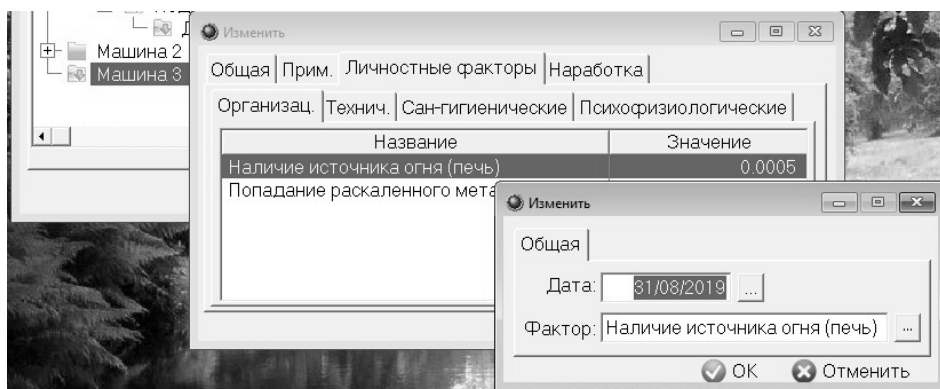 Машина 2
Машина 3
Изменить
Общая Прим. Личностные факторы Наработка
Организац. Технич. Сан-гигиенические Психофизиологические
Название Значение
Наличие источника огня (печь) 0.0005
Попадание раскаленного
Изменить
Общая
Дата: 31/08/2019 ...
Фактор: Наличие источника огня (печь) ...
OK Отменить